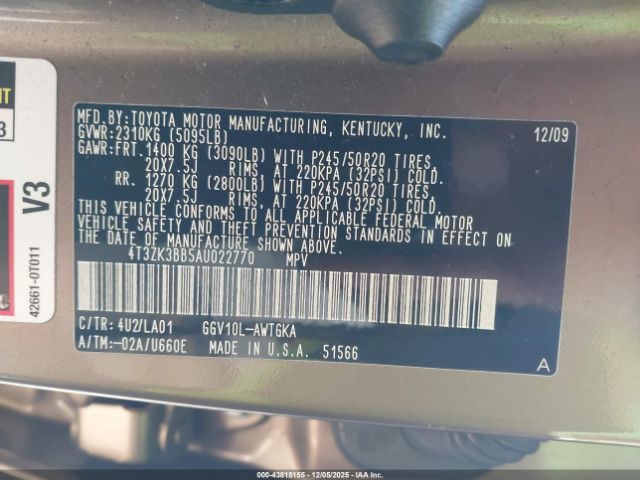 MFD.BY:TOYOTA MOTOR MANUFACTURING, KENTUCKY, INC.
GVWR:2310KG (5095LB) 12/09
GAWR:FRT.1400 KG (3090LB) WITH P245/50R20 TIRES,
20X7.5J RIMS, AT 220KPA (32PSI) COLD.
RR. 1270 KG (2800LB) WITH P245/50R20 TIRES,
20X7.5J RIMS, AT 220KPA (32PSI) COLD.
THIS VEHICLE CONFORMS TO ALL APPLICABLE FEDERAL MOTOR
VEHICLE SAFETY AND THEFT PREVENTION STANDARDS IN EFFECT ON
THE DATE OF MANUFACTURE SHOWN ABOVE.
4T3ZK3BB5AU022770 MPV
C/TR: 4U2/LA01 GGV10L-AWTGKA
A/TM:-02A/U660E MADE IN U.S.A. 51566
A
3
V3
42661-0T011
000-43815155 | 12/05/2025 - IAA Inc.